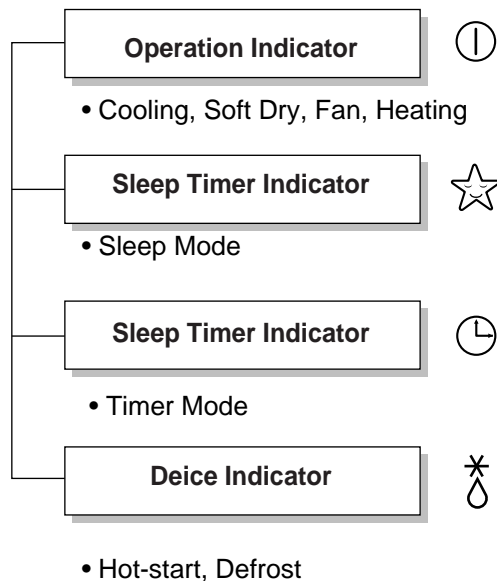 Operation Indicator
• Cooling, Soft Dry, Fan, Heating
Sleep Timer Indicator
• Sleep Mode
Sleep Timer Indicator
• Timer Mode
Deice Indicator
• Hot-start, Defrost